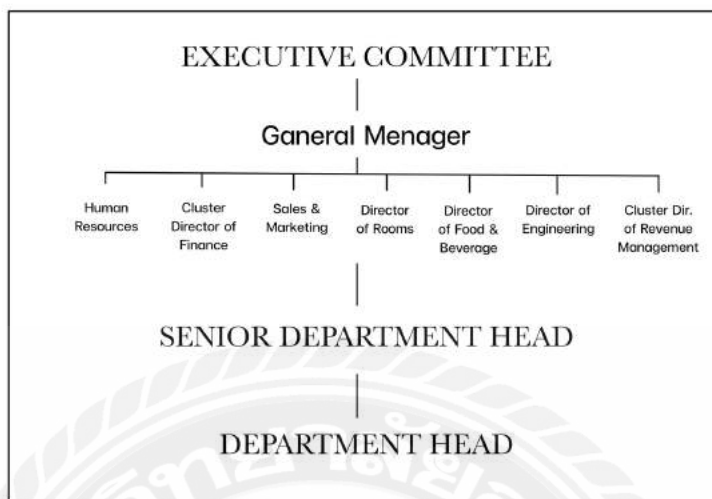 EXECUTIVE COMMITTEE
Ganeral Menager
Human
Resources
Cluster
Director of
Finance
Sales &
Marketing
Director
of Rooms
Director
of Food &
Beverage
Director of
Engineering
Cluster Dir.
of Revenue
Management
SENIOR DEPARTMENT HEAD
DEPARTMENT HEAD